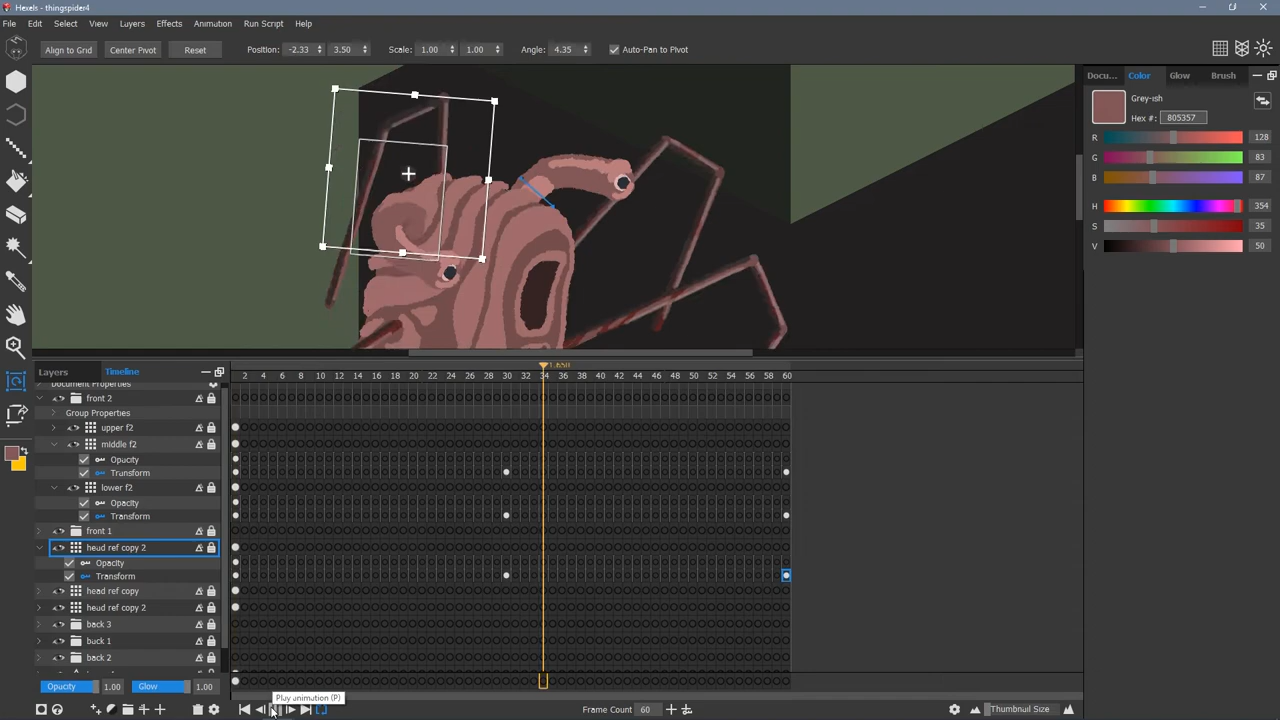 Hexels - thingspider4
File Edit Select View Layers Effects Animation Run Script Help
Align to Grid Center Pivot Reset Position: -2.33 3.50 Scale: 1.00 1.00 Angle: 4.35 Auto-Pan to Pivot
Docu... Color Glow Brush
Grey-ish
Hex #: 805357
R 128
G 83
B 87
H 354
S 35
V 50
Layers Timeline
1.650
2 4 6 8 10 12 14 16 18 20 22 24 26 28 30 32 34 36 38 40 42 44 46 48 50 52 54 56 58 60
Document Properties
front 2
Group Properties
upper f2
middle f2
Opacity
Transform
lower f2
Opacity
Transform
front 1
head ref copy 2
Opacity
Transform
head ref copy
head ref copy 2
back 3
back 1
back 2
Opacity 1.00 Glow 1.00
Play animation (P)
Frame Count 60 Thumbnail Size